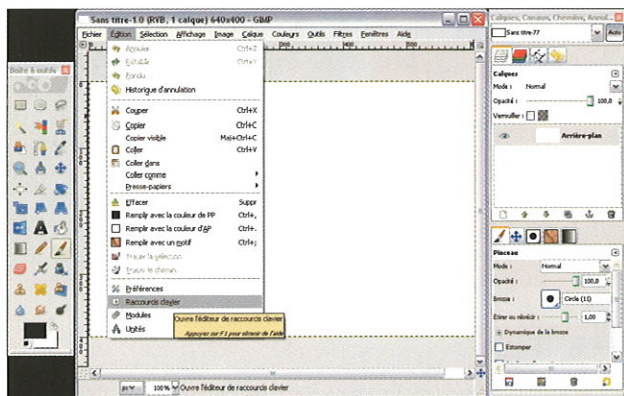 Sans titre-1.0 (RVB, 1 calque) 640x400 - GIMP
Fichier Édition Sélection Affichage Image Calque Couleurs Outils Filtres Fenêtres Aide
Annuler Ctrl+Z
Rétablir Ctrl+Y
Fondu...
Historique d'annulation
Couper Ctrl+X
Copier Ctrl+C
Copier visible Maj+Ctrl+C
Coller Ctrl+V
Coller dans
Coller comme
Presse-papiers
Effacer Suppr
Remplir avec la couleur de PP Ctrl+,
Remplir avec la couleur d'AP Ctrl+.
Remplir avec un motif Ctrl+;
Tracer la sélection
Tracer le chemin
Préférences
Raccourcis clavier
Modules
Unités
Ouvre l'éditeur de raccourcis clavier
Appuyez sur F1 pour obtenir de l'aide
px 100 % Ouvre l'éditeur de raccourcis clavier
Boîte à outils
Calques, Canaux, Chemins, Annul...
Sans titre-77 Auto
Calques
Mode : Normal
Opacité : 100,0
Verrouiller :
Arrière-plan
Pinceau
Mode : Normal
Opacité : 100,0
Brosse : Circle (11)
Étirer ou rétrécir : 1,00
Dynamique de la brosse
Estomper